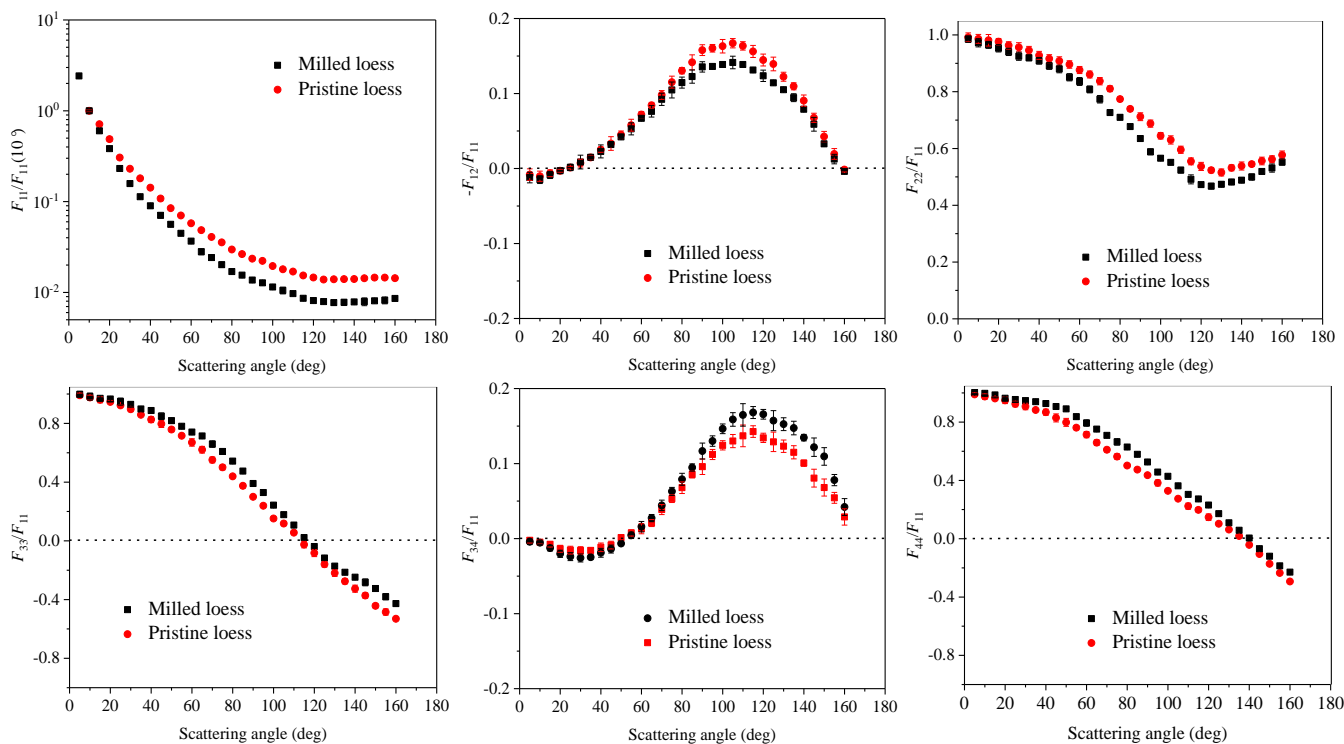 F11/F11(10°)
10^0
10^-1
10^-2
Milled loess
Pristine loess
0 20 40 60 80 100 120 140 160 180
Scattering angle (deg)
-F12/F11
0.2
0.1
0.0
-0.1
-0.2
Milled loess
Pristine loess
0 20 40 60 80 100 120 140 160 180
Scattering angle (deg)
F22/F11
1.0
0.8
0.6
0.4
0.2
0.0
Milled loess
Pristine loess
0 20 40 60 80 100 120 140 160 180
Scattering angle (deg)
F33/F11
0.8
0.4
0.0
-0.4
-0.8
Milled loess
Pristine loess
0 20 40 60 80 100 120 140 160 180
Scattering angle (deg)
F34/F11
0.2
0.1
0.0
-0.1
-0.2
Milled loess
Pristine loess
0 20 40 60 80 100 120 140 160 180
Scattering angle (deg)
F44/F11
0.8
0.4
0.0
-0.4
-0.8
Milled loess
Pristine loess
0 20 40 60 80 100 120 140 160 180
Scattering angle (deg)